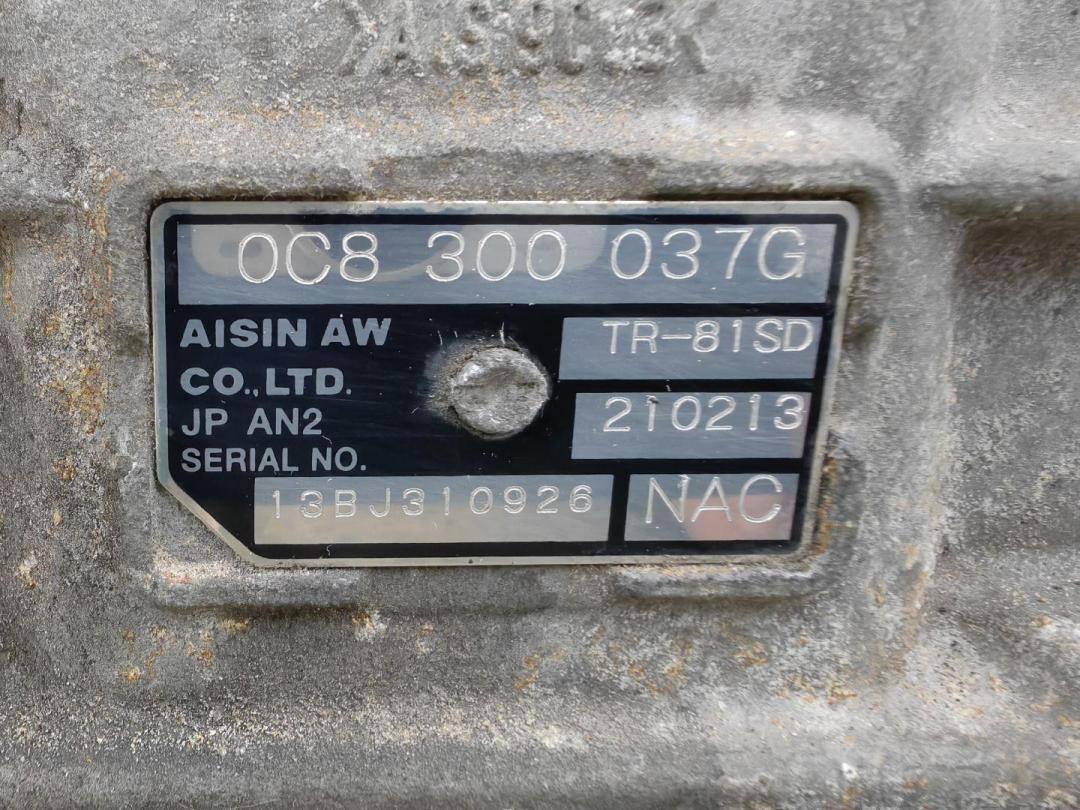 0C8 300 037G
AISIN AW
CO.,LTD.
TR-81SD
JP AN2
210213
SERIAL NO.
13BJ310926
NAC